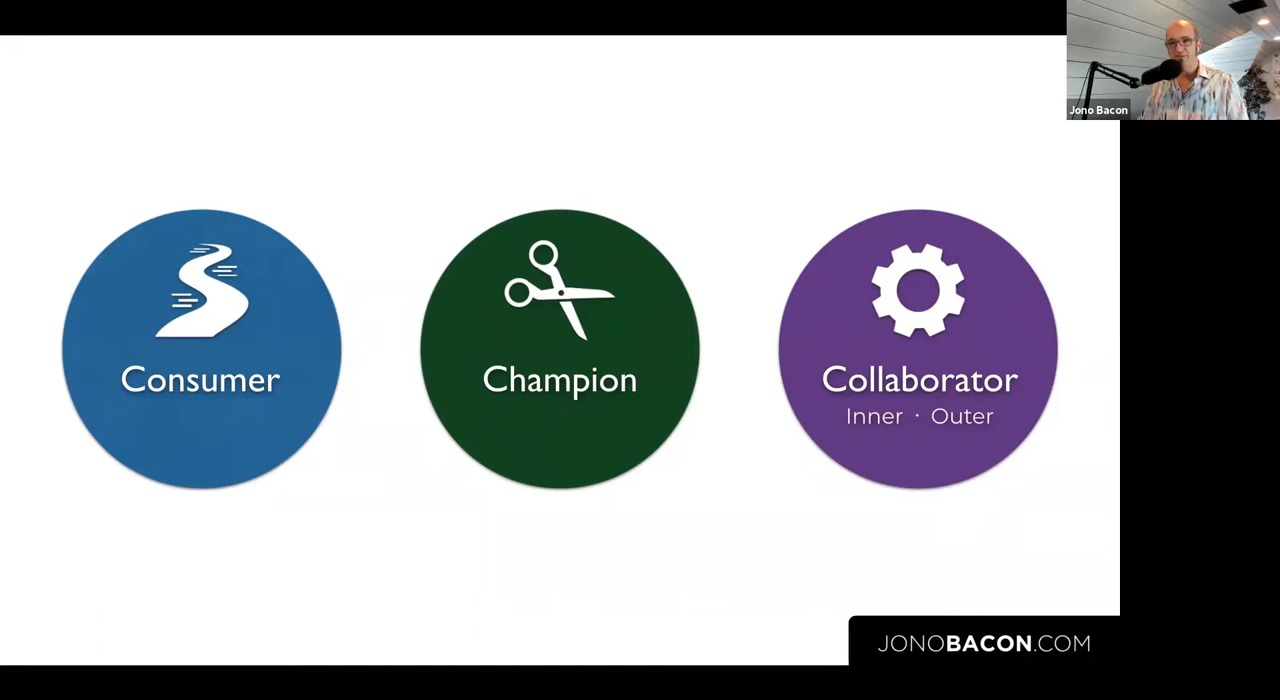 Jono Bacon
Consumer
Champion
Collaborator
Inner · Outer
JONOBACON.COM